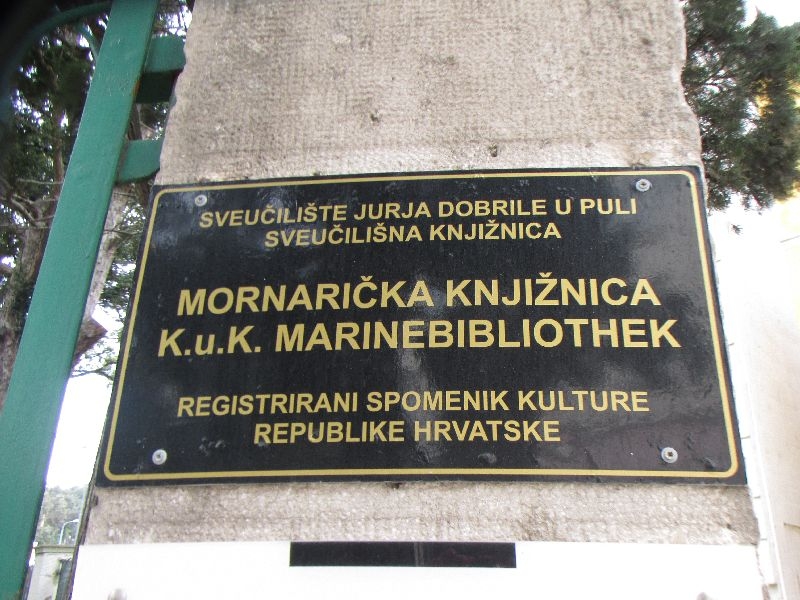 SVEUČILIŠTE JURJA DOBRILE U PULI
SVEUČILIŠNA KNJIŽNICA
MORNARIČKA KNJIŽNICA
K.u.K. MARINEBIBLIOTHEK
REGISTRIRANI SPOMENIK KULTURE
REPUBLIKE HRVATSKE